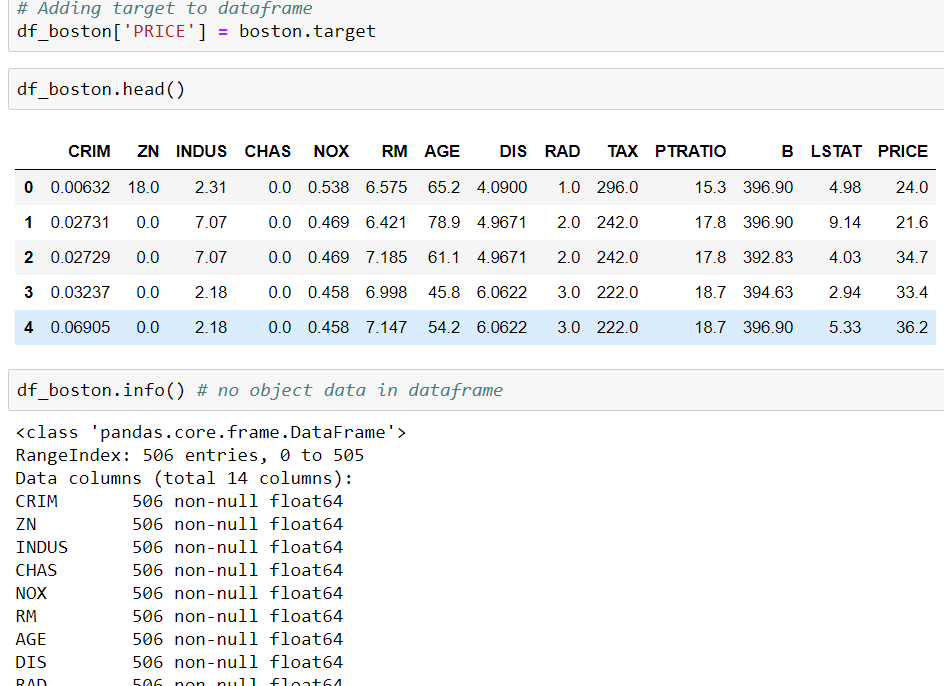 # Adding target to dataframe
df_boston['PRICE'] = boston.target
df_boston.head()
CRIM ZN INDUS CHAS NOX RM AGE DIS RAD TAX PTRATIO B LSTAT PRICE
0 0.00632 18.0 2.31 0.0 0.538 6.575 65.2 4.0900 1.0 296.0 15.3 396.90 4.98 24.0
1 0.02731 0.0 7.07 0.0 0.469 6.421 78.9 4.9671 2.0 242.0 17.8 396.90 9.14 21.6
2 0.02729 0.0 7.07 0.0 0.469 7.185 61.1 4.9671 2.0 242.0 17.8 392.83 4.03 34.7
3 0.03237 0.0 2.18 0.0 0.458 6.998 45.8 6.0622 3.0 222.0 18.7 394.63 2.94 33.4
4 0.06905 0.0 2.18 0.0 0.458 7.147 54.2 6.0622 3.0 222.0 18.7 396.90 5.33 36.2
df_boston.info() # no object data in dataframe
<class 'pandas.core.frame.DataFrame'>
RangeIndex: 506 entries, 0 to 505
Data columns (total 14 columns):
CRIM 506 non-null float64
ZN 506 non-null float64
INDUS 506 non-null float64
CHAS 506 non-null float64
NOX 506 non-null float64
RM 506 non-null float64
AGE 506 non-null float64
DIS 506 non-null float64
RAD 506 non-null float64